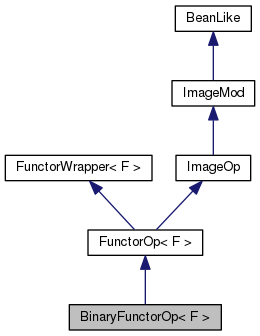 BeanLike
ImageMod
FunctorWrapper< F >
ImageOp
FunctorOp< F >
BinaryFunctorOp< F >